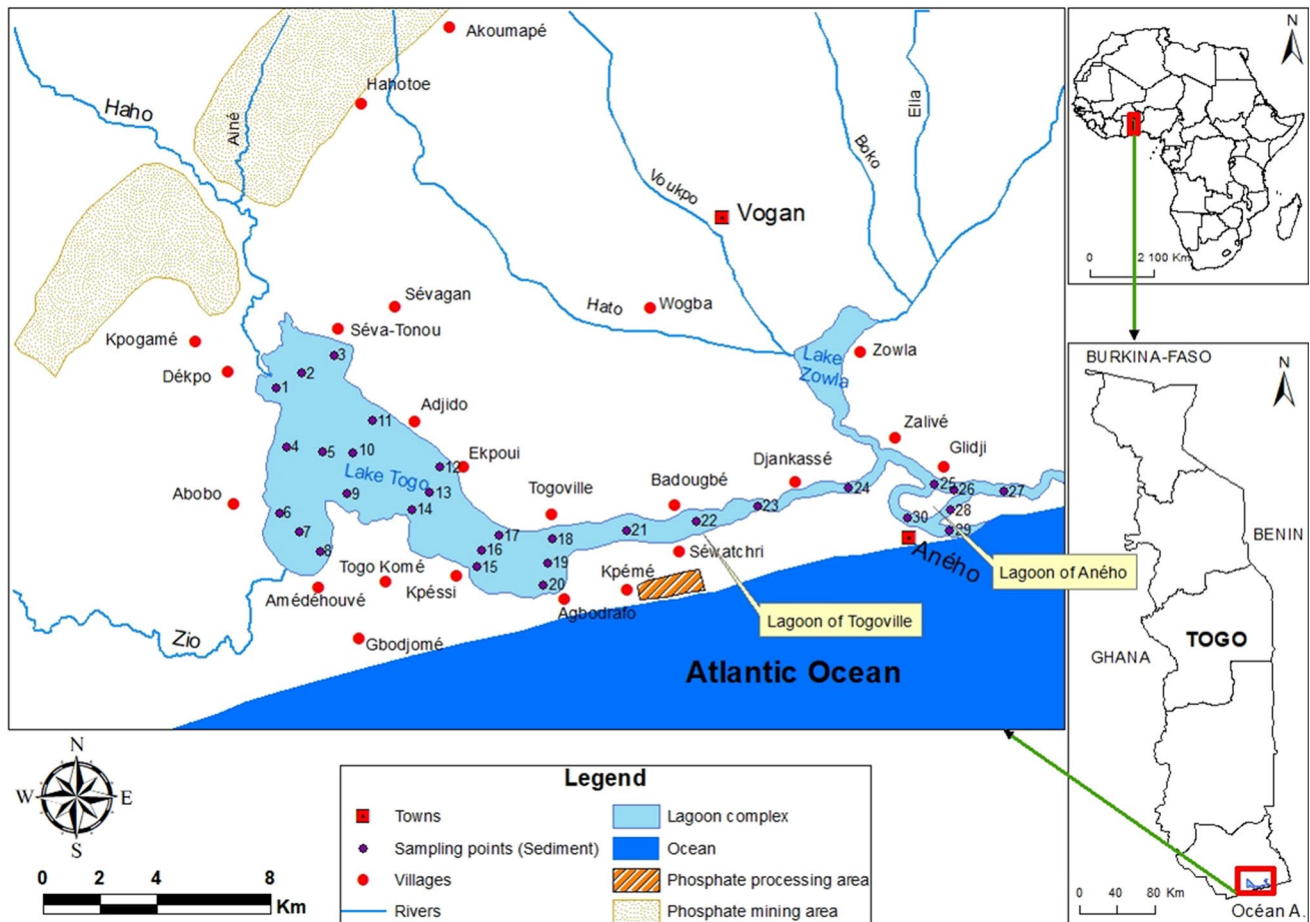 Akoumapé
Hahotoe
Haho
Aïné
Voukpo
Boko
Elia
Vogan
Sévagan
Séva-Tonou
Hato
Wogba
Kpogamé
Dékpo
Lake
Zowla
Zowla
1
2
3
Adjido
11
4
5
10
Lake Togo
12
Ekpoui
9
13
14
Abobo
6
7
8
Zalivé
Glidji
Djankassé
Badougbé
Togoville
17
18
21
22
23
24
25
26
27
28
29
30
16
15
19
20
Togo Komé
Kpéssi
Amédéhouvé
Séwatchri
Kpémé
Agbodrafo
Aného
Lagoon of Aného
Lagoon of Togoville
Zio
Gbodjomé
Atlantic Ocean
N
0 2 100 Km
BURKINA-FASO
N
BENIN
TOGO
GHANA
0 40 80 Km
Océan A.
N
W E
S
0 2 4 8
Km
Legend
Towns
Sampling points (Sediment)
Villages
Rivers
Lagoon complex
Ocean
Phosphate processing area
Phosphate mining area